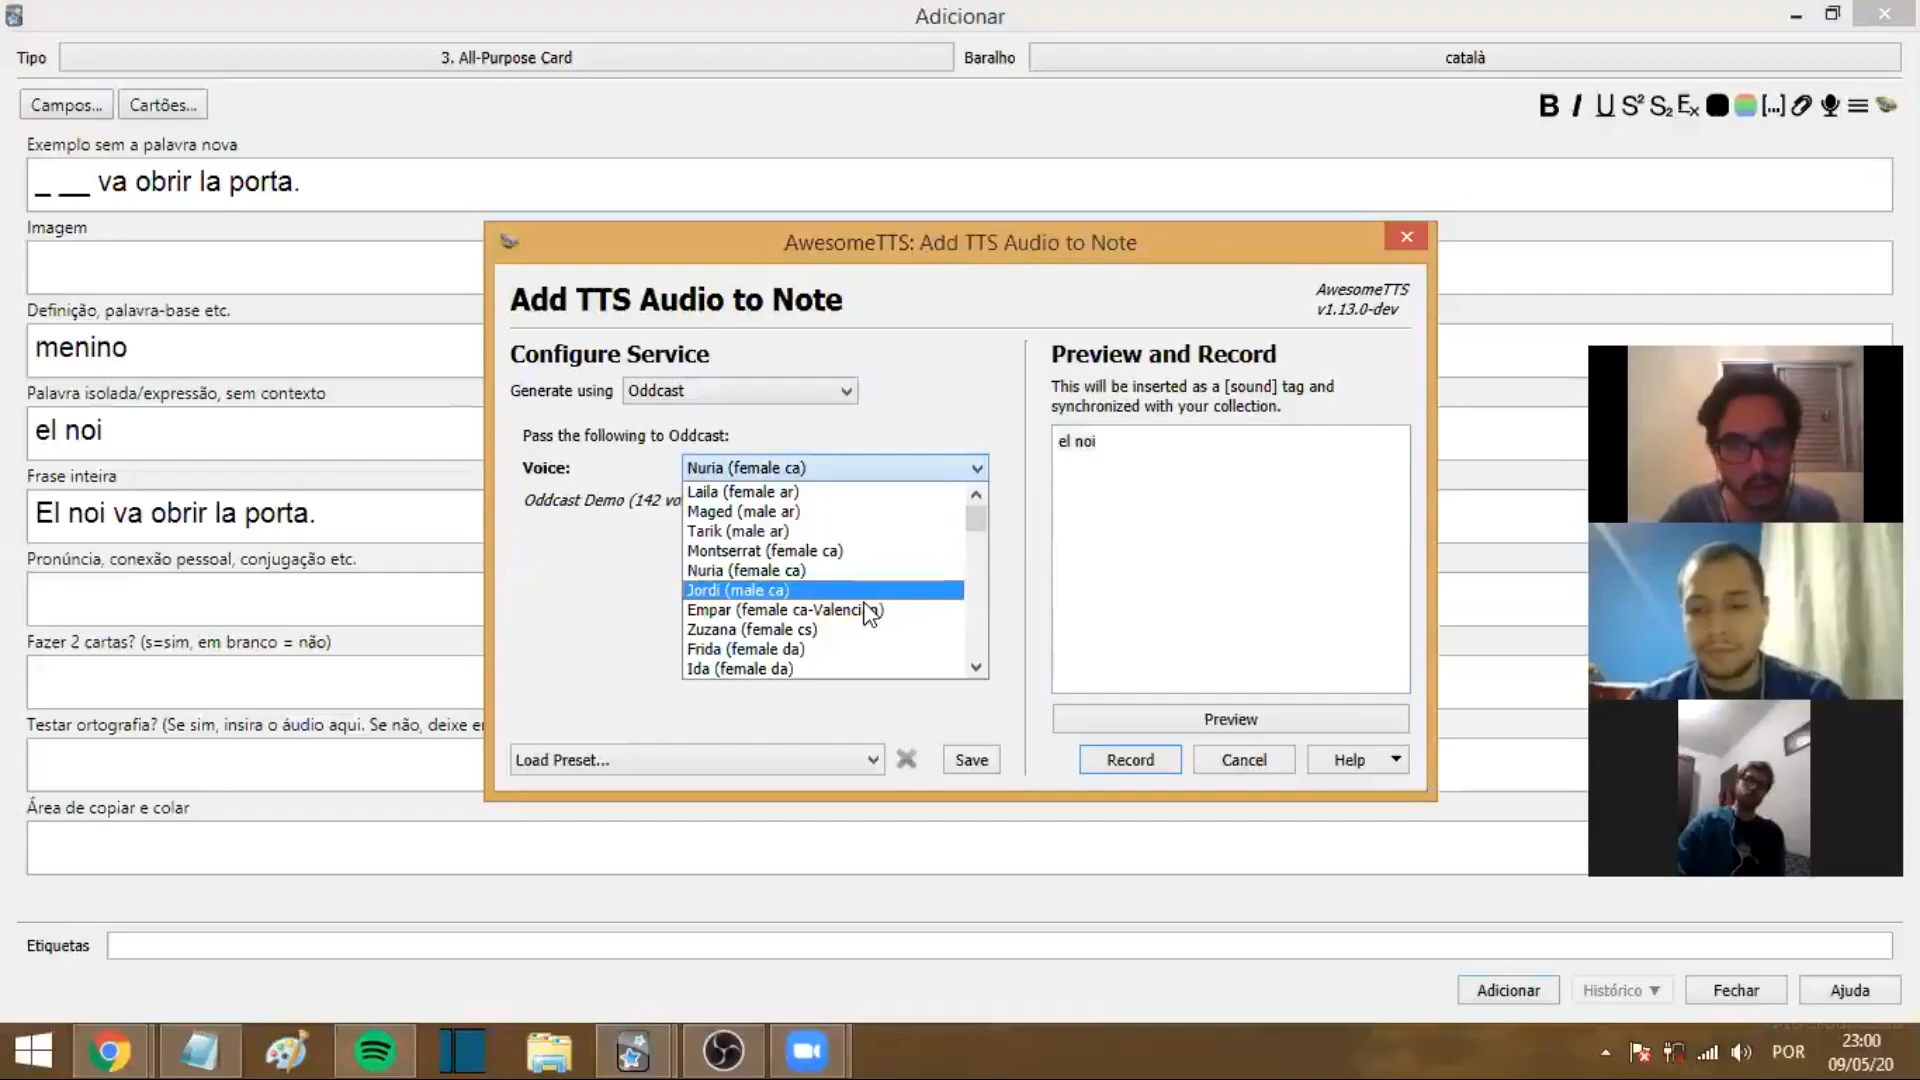 Adicionar
Tipo
3. All-Purpose Card
Baralho
català
Campos...
Cartões...
B I U S² S₂ Eₓ [...]
Exemplo sem a palavra nova
_ __ va obrir la porta.
Imagem
Definição, palavra-base etc.
menino
Palavra isolada/expressão, sem contexto
el noi
Frase inteira
El noi va obrir la porta.
Pronúncia, conexão pessoal, conjugação etc.
Fazer 2 cartas? (s=sim, em branco = não)
Testar ortografia? (Se sim, insira o áudio aqui. Se não, deixe
Área de copiar e colar
Etiquetas
Adicionar
Histórico ▼
Fechar
Ajuda
AwesomeTTS: Add TTS Audio to Note
Add TTS Audio to Note
AwesomeTTS
v1.13.0-dev
Configure Service
Generate using
Oddcast
Pass the following to Oddcast:
Voice:
Nuria (female ca)
Oddcast Demo (142
Laila (female ar)
Maged (male ar)
Tarik (male ar)
Montserrat (female ca)
Nuria (female ca)
Jordi (male ca)
Empar (female
Zuzana (female cs)
Frida (female da)
Ida (female da)
Load Preset...
Save
Preview and Record
This will be inserted as a [sound] tag and
synchronized with your collection.
el noi
Preview
Record
Cancel
Help
POR
23:00
09/05/20